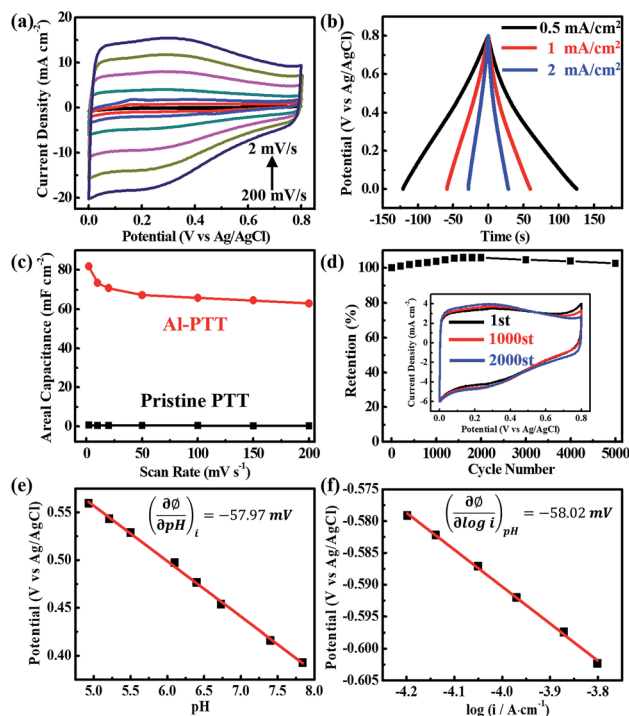 (a)
Current Density (mA cm⁻²)
20
10
0
-10
-20
2 mV/s
200 mV/s
0.0 0.2 0.4 0.6 0.8
Potential (V vs Ag/AgCl)
(b)
Potential (V vs Ag/AgCl)
0.8
0.6
0.4
0.2
0.0
0.5 mA/cm²
1 mA/cm²
2 mA/cm²
-150 -100 -50 0 50 100 150
Time (s)
(c)
Areal Capacitance (mF cm⁻²)
100
80
60
40
20
0
Al-PTT
Pristine PTT
0 50 100 150 200
Scan Rate (mV s⁻¹)
(d)
Retention (%)
100
80
60
40
20
0
Current Density (mA cm⁻²)
4
2
0
-2
-4
-6
1st
1000st
2000st
0.0 0.2 0.4 0.6 0.8
Potential (V vs Ag/AgCl)
0 1000 2000 3000 4000 5000
Cycle Number
(e)
Potential (V vs Ag/AgCl)
0.55
0.50
0.45
0.40
(∂∅/∂pH)i = −57.97 mV
5.0 5.5 6.0 6.5 7.0 7.5 8.0
pH
(f)
Potential (V vs Ag/AgCl)
-0.575
-0.580
-0.585
-0.590
-0.595
-0.600
-0.605
(∂∅/∂log i)pH = −58.02 mV
-4.2 -4.1 -4.0 -3.9 -3.8
log (i / A·cm⁻¹)